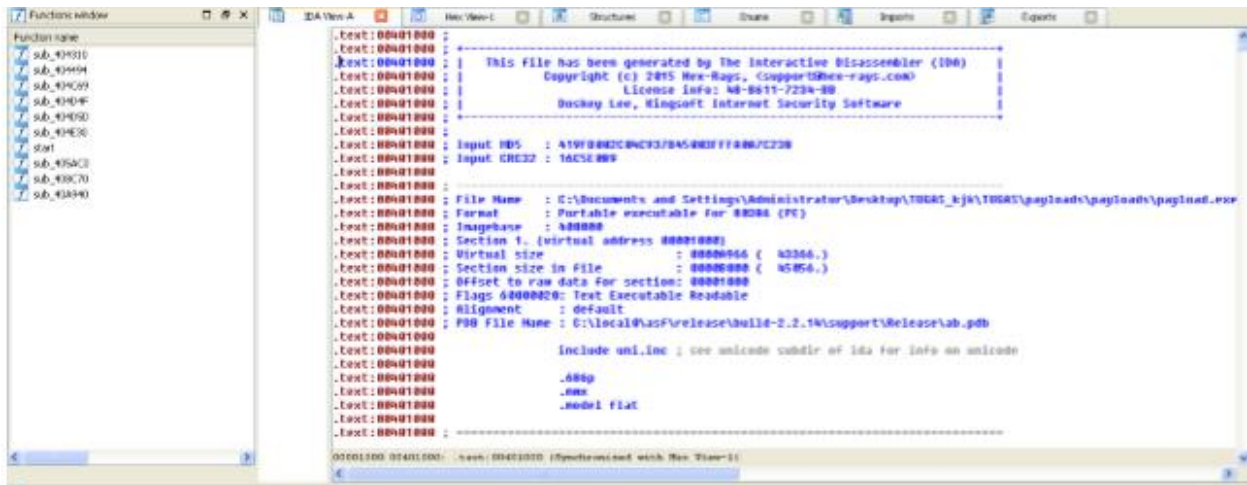 Functions window
Function name
sub_404310
sub_404494
sub_404C69
sub_404D4F
sub_404D5D
sub_404E30
start
sub_405AC0
sub_408C70
sub_40A940
IDA View-A
Hex View-1
Structures
Enums
Imports
Exports
.text:00401000 ;
.text:00401000 ; +-------------------------------------------------------------------------+
.text:00401000 ; | This file has been generated by The Interactive Disassembler (IDA) |
.text:00401000 ; | Copyright (c) 2015 Hex-Rays, <support@hex-rays.com> |
.text:00401000 ; | License info: 48-B611-7234-BB |
.text:00401000 ; | Doskey Lee, Kingsoft Internet Security Software |
.text:00401000 ; +-------------------------------------------------------------------------+
.text:00401000 ;
.text:00401000 ; Input MD5 :
.text:00401000 ; Input CRC32 :
.text:00401000
.text:00401000 ; ---------------------------------------------------------------------------
.text:00401000 ; File Name : C:\Documents and Settings\Administrator\Desktop\TUGAS_kjk\TUGAS\payloads\payloads\payload.exe
.text:00401000 ; Format : Portable executable for 80386 (PE)
.text:00401000 ; Imagebase : 400000
.text:00401000 ; Section 1. (virtual address 00001000)
.text:00401000 ; Virtual size : 0000A966 ( 43366.)
.text:00401000 ; Section size in file : 0000B000 ( 45056.)
.text:00401000 ; Offset to raw data for section: 00001000
.text:00401000 ; Flags 60000020: Text Executable Readable
.text:00401000 ; Alignment : default
.text:00401000 ; PDB File Name : C:\local0\asf\release\build-2.2.14\support\Release\ab.pdb
.text:00401000
.text:00401000 include uni.inc ; see unicode subdir of ida for info on unicode
.text:00401000
.text:00401000 .686p
.text:00401000 .mmx
.text:00401000 .model flat
.text:00401000
.text:00401000 ; ---------------------------------------------------------------------------
00001000 00401000: .text:00401000 (Synchronized with Hex View-1)